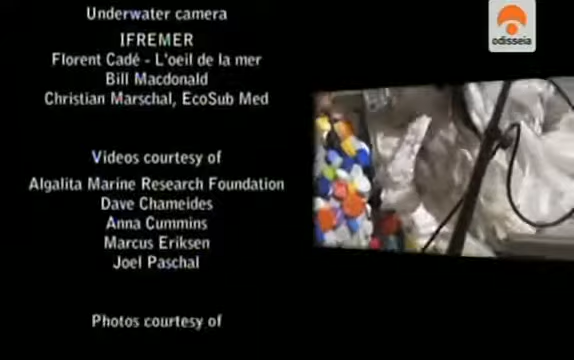 Underwater camera
IFREMER
Florent Cadé - L'oeil de la mer
Bill Macdonald
Christian Marschal, EcoSub Med
Videos courtesy of
Algalita Marine Research Foundation
Dave Chameides
Anna Cummins
Marcus Eriksen
Joel Paschal
Photos courtesy of
odisseia